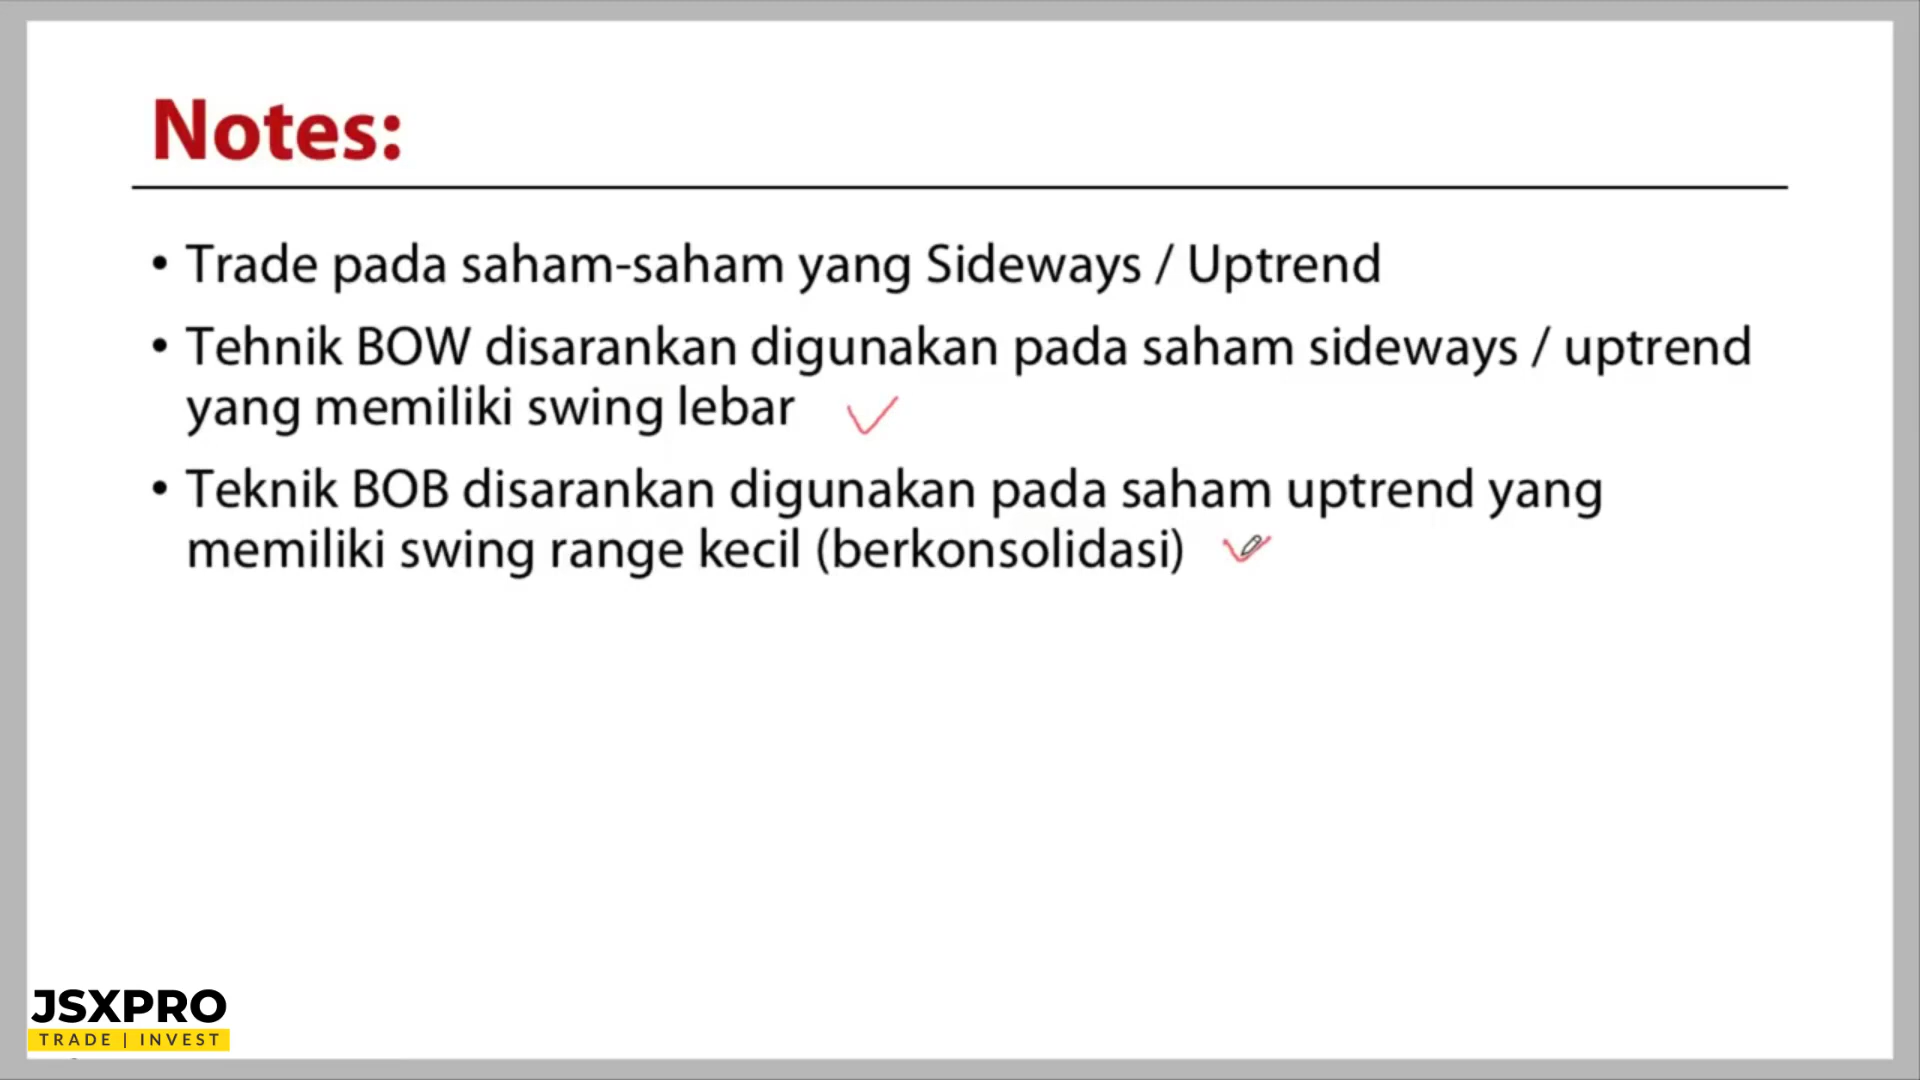 Notes:
• Trade pada saham-saham yang Sideways / Uptrend
• Tehnik BOW disarankan digunakan pada saham sideways / uptrend
yang memiliki swing lebar
• Teknik BOB disarankan digunakan pada saham uptrend yang
memiliki swing range kecil (berkonsolidasi)
JSXPRO
TRADE | INVEST